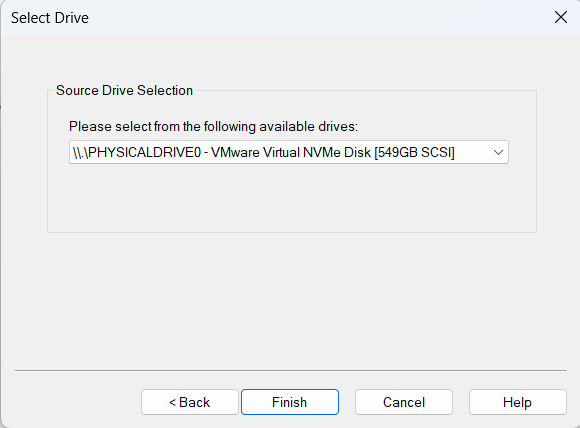 Select Drive
Source Drive Selection
Please select from the following available drives:
\\.\PHYSICALDRIVE0 - VMware Virtual NVMe Disk [549GB SCSI]
< Back
Finish
Cancel
Help